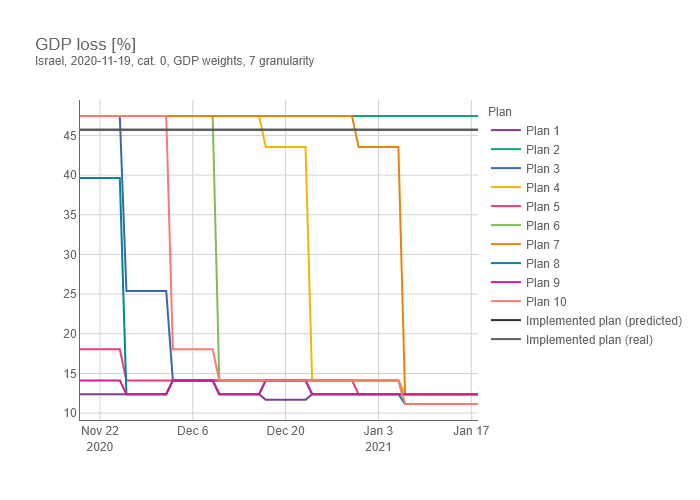 GDP loss [%]
Israel, 2020-11-19, cat. 0, GDP weights, 7 granularity
Plan
Plan 1
Plan 2
Plan 3
Plan 4
Plan 5
Plan 6
Plan 7
Plan 8
Plan 9
Plan 10
Implemented plan (predicted)
Implemented plan (real)
45
40
35
30
25
20
15
10
Nov 22 Dec 6 Dec 20 Jan 3 Jan 17
2020 2021